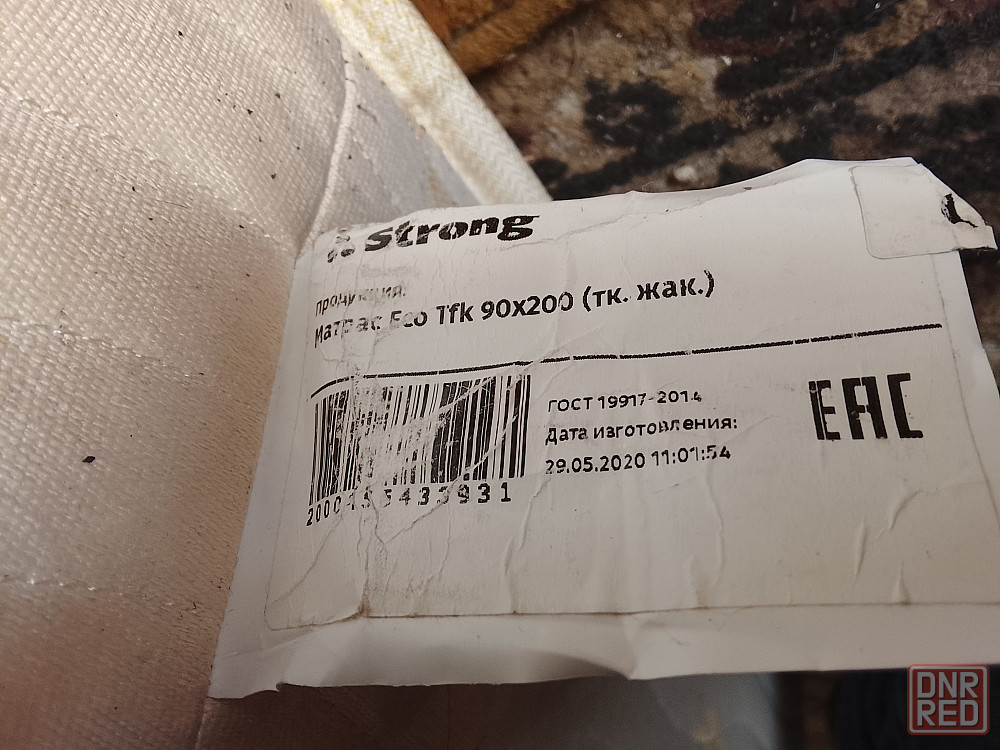 Strong
продукция:
Матрас Eco Tfk 90x200 (тк. жак.)
ГОСТ 19917-2014
Дата изготовления:
29.05.2020 11:01:54
EAC
DNR
RED